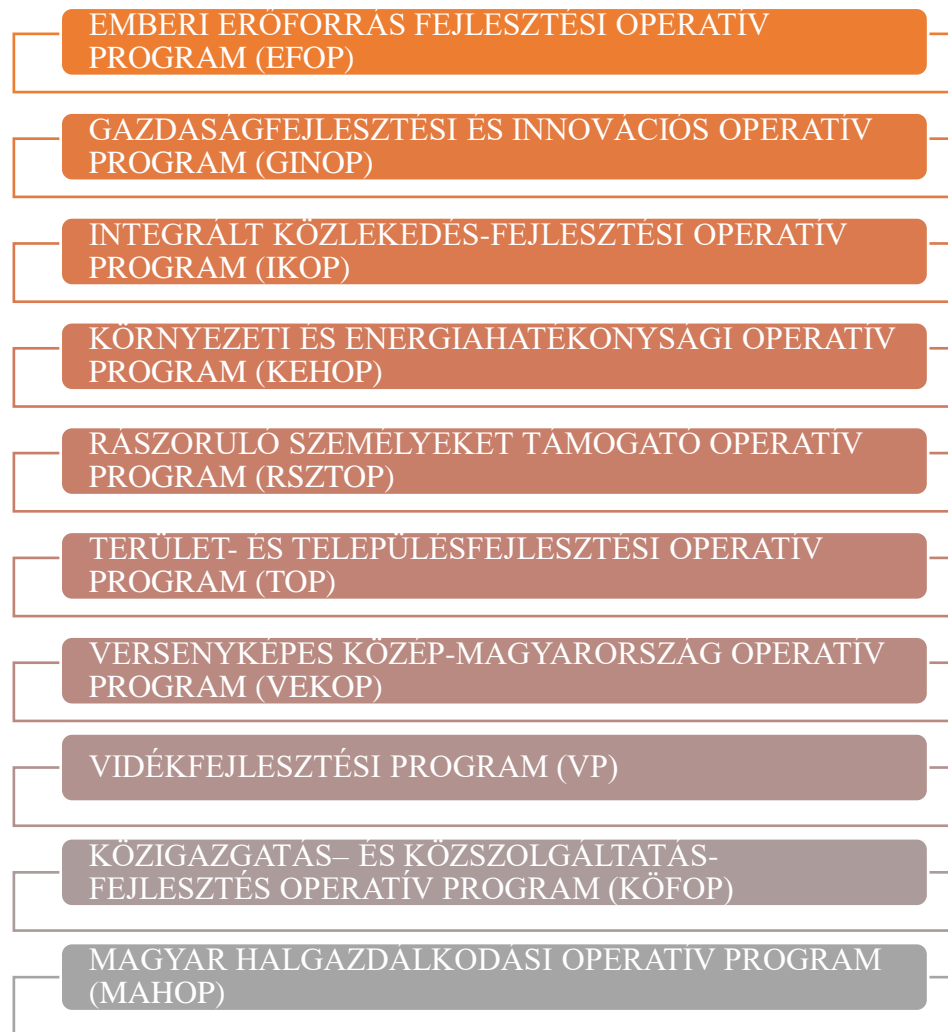 EMBERI ERŐFORRÁS FEJLESZTÉSI OPERATÍV
PROGRAM (EFOP)
GAZDASÁGFEJLESZTÉSI ÉS INNOVÁCIÓS OPERATÍV
PROGRAM (GINOP)
INTEGRÁLT KÖZLEKEDÉS-FEJLESZTÉSI OPERATÍV
PROGRAM (IKOP)
KÖRNYEZETI ÉS ENERGIAHATÉKONYSÁGI OPERATÍV
PROGRAM (KEHOP)
RÁSZORULÓ SZEMÉLYEKET TÁMOGATÓ OPERATÍV
PROGRAM (RSZTOP)
TERÜLET- ÉS TELEPÜLÉSFEJLESZTÉSI OPERATÍV
PROGRAM (TOP)
VERSENYKÉPES KÖZÉP-MAGYARORSZÁG OPERATÍV
PROGRAM (VEKOP)
VIDÉKFEJLESZTÉSI PROGRAM (VP)
KÖZIGAZGATÁS– ÉS KÖZSZOLGÁLTATÁS-
FEJLESZTÉS OPERATÍV PROGRAM (KÖFOP)
MAGYAR HALGAZDÁLKODÁSI OPERATÍV PROGRAM
(MAHOP)